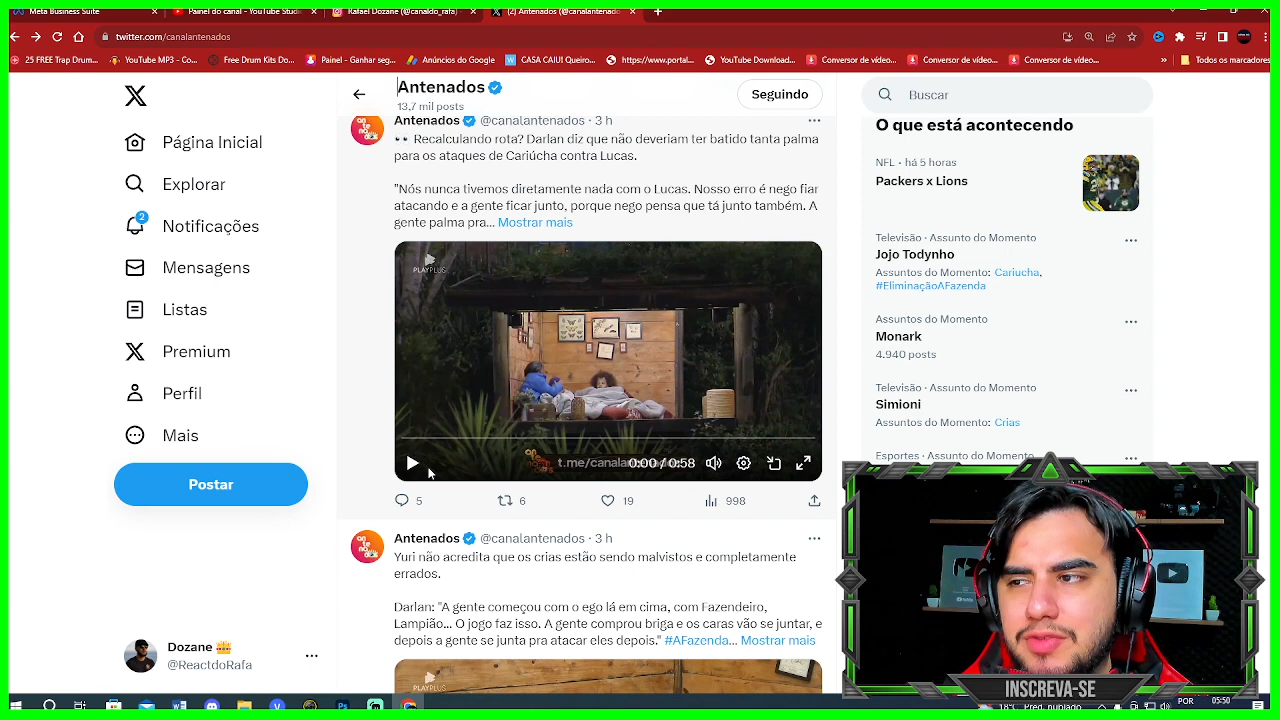 Meta Business Suite
Painel do canal - YouTube Studi
Rafael Dozane (@canaldo_rafa)
(2) Antenados (@canalantenados
twitter.com/canalantenados
25 FREE Trap Drum...
YouTube MP3 - Co...
Free Drum Kits Do...
Painel - Ganhar seg...
Anúncios do Google
CASA CAIUI Queiro...
https://www.portal...
YouTube Download...
Conversor de vídeo...
Conversor de vídeo...
Conversor de vídeo...
»
Todos os marcadores
Antenados
13,7 mil posts
Seguindo
Buscar
Página Inicial
Explorar
2
Notificações
Mensagens
Listas
Premium
Perfil
Mais
Postar
Dozane
@ReactdoRafa
Antenados @canalantenados · 3 h
👀 Recalculando rota? Darlan diz que não deveriam ter batido tanta palma
para os ataques de Cariúcha contra Lucas.
"Nós nunca tivemos diretamente nada com o Lucas. Nosso erro é nego fiar
atacando e a gente ficar junto, porque nego pensa que tá junto também. A
gente palma pra... Mostrar mais
PLAYPLUS
0:00 / 0:58
5
6
19
998
Antenados @canalantenados · 3 h
Yuri não acredita que os crias estão sendo malvistos e completamente
errados.
Darlan: "A gente começou com o ego lá em cima, com Fazendeiro,
Lampião... O jogo faz isso. A gente comprou briga e os caras vão se juntar, e
depois a gente se junta pra atacar eles depois." #AFazenda... Mostrar mais
PLAYPLUS
O que está acontecendo
NFL · há 5 horas
Packers x Lions
Televisão · Assunto do Momento
Jojo Todynho
Assuntos do Momento: Cariucha,
#EliminaçãoAFazenda
Assuntos do Momento
Monark
4.940 posts
Televisão · Assunto do Momento
Simioni
Assuntos do Momento: Crias
Esportes · Assunto do Momento
INSCREVA-SE
18°C Pred. nublado
POR
05:50